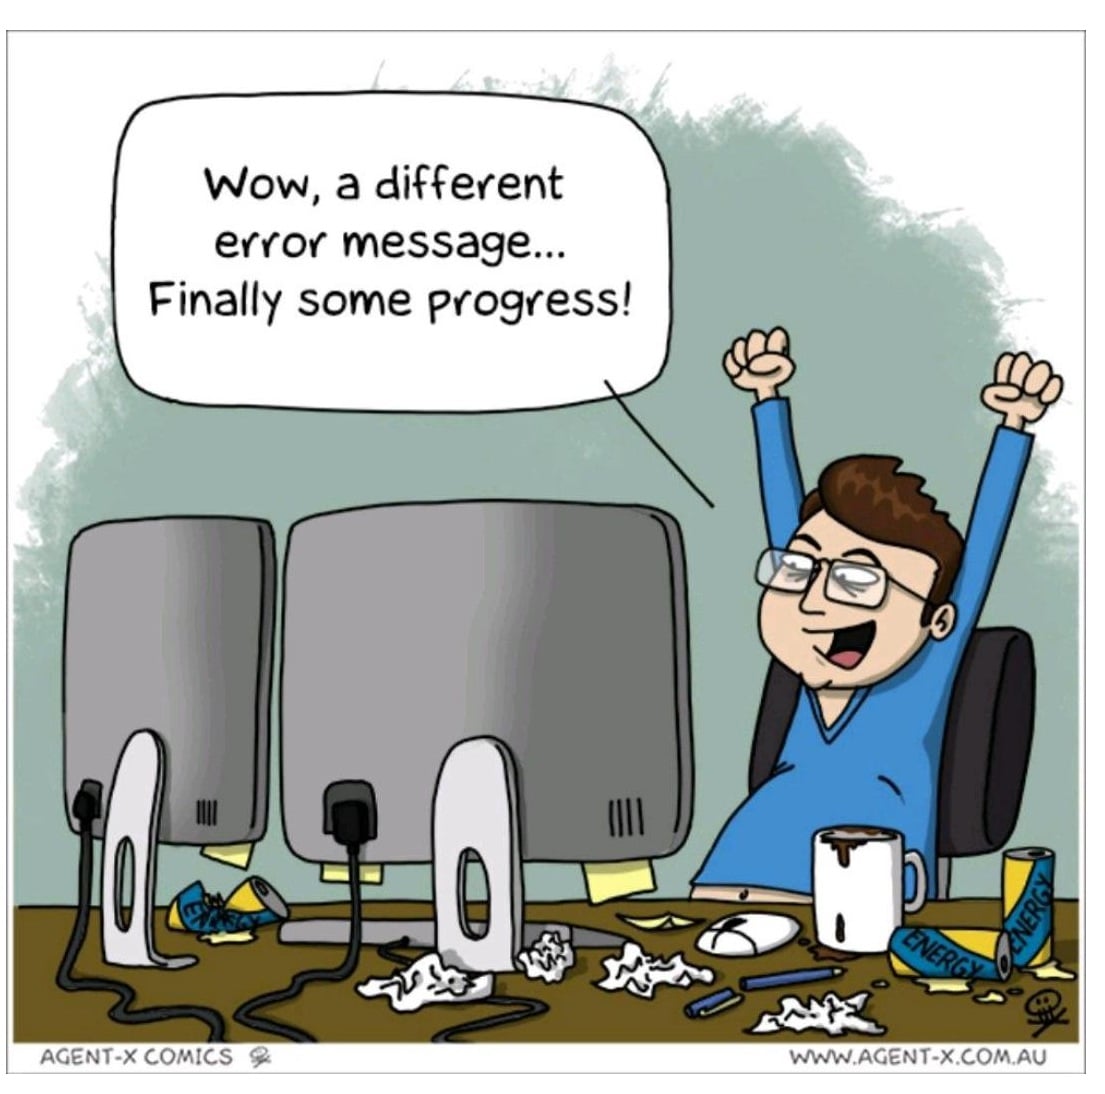 Wow, a different
error message...
Finally some progress!
ENERGY
ENERGY
ENERGY
AGENT-X COMICS
WWW.AGENT-X.COM.AU